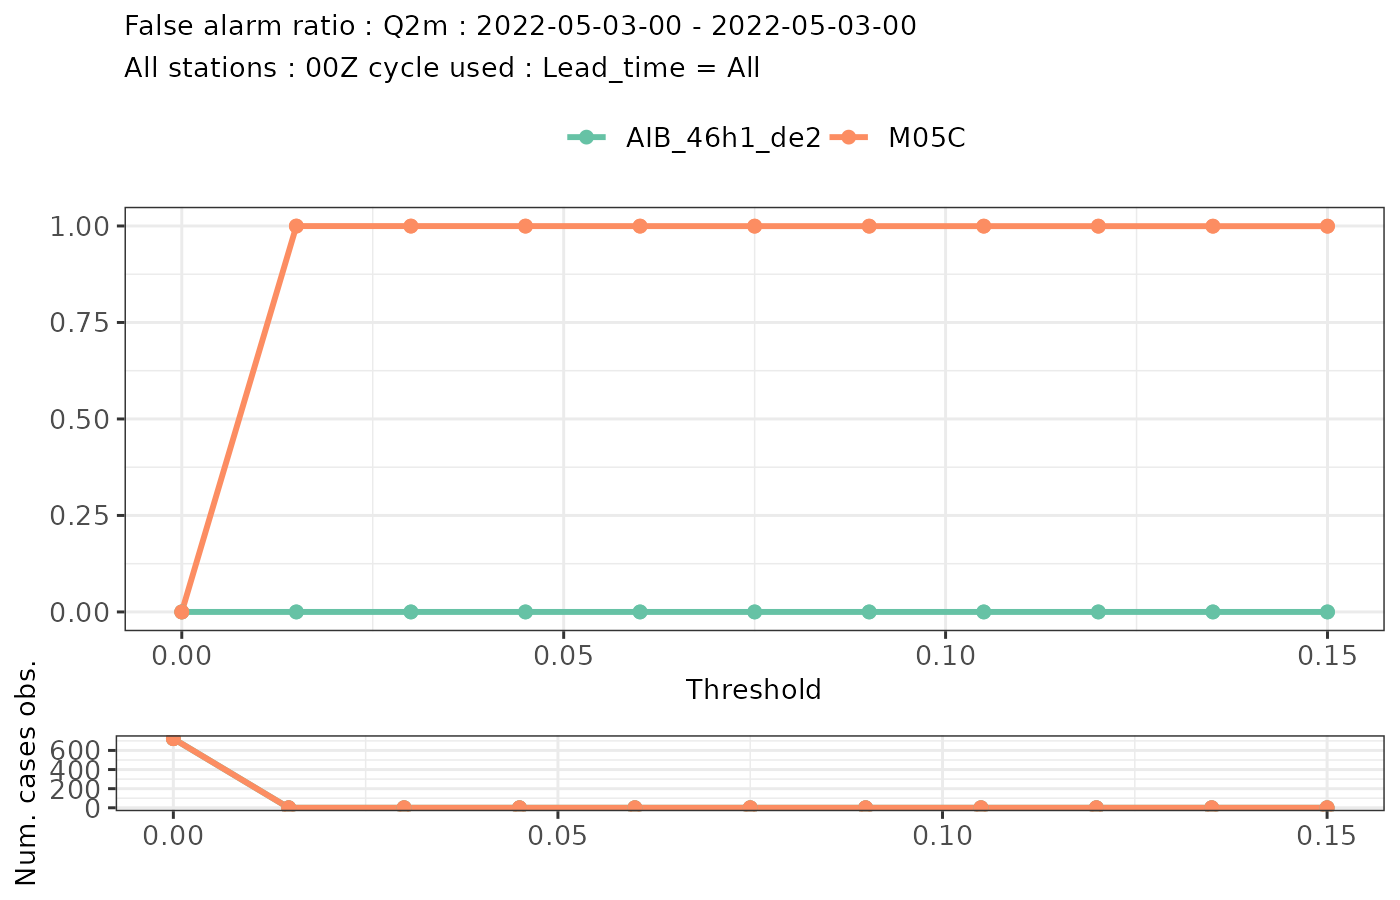 False alarm ratio : Q2m : 2022-05-03-00 - 2022-05-03-00
All stations : 00Z cycle used : Lead_time = All
AIB_46h1_de2 M05C
1.00
0.75
0.50
0.25
0.00
0.00 0.05 0.10 0.15
Threshold
Num. cases obs.
600
400
200
0
0.00 0.05 0.10 0.15